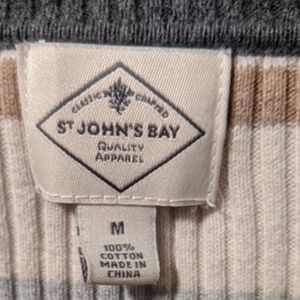 CLASSIC CRAFTED
ST JOHN'S BAY
QUALITY
APPAREL
M
100%
COTTON
MADE IN
CHINA